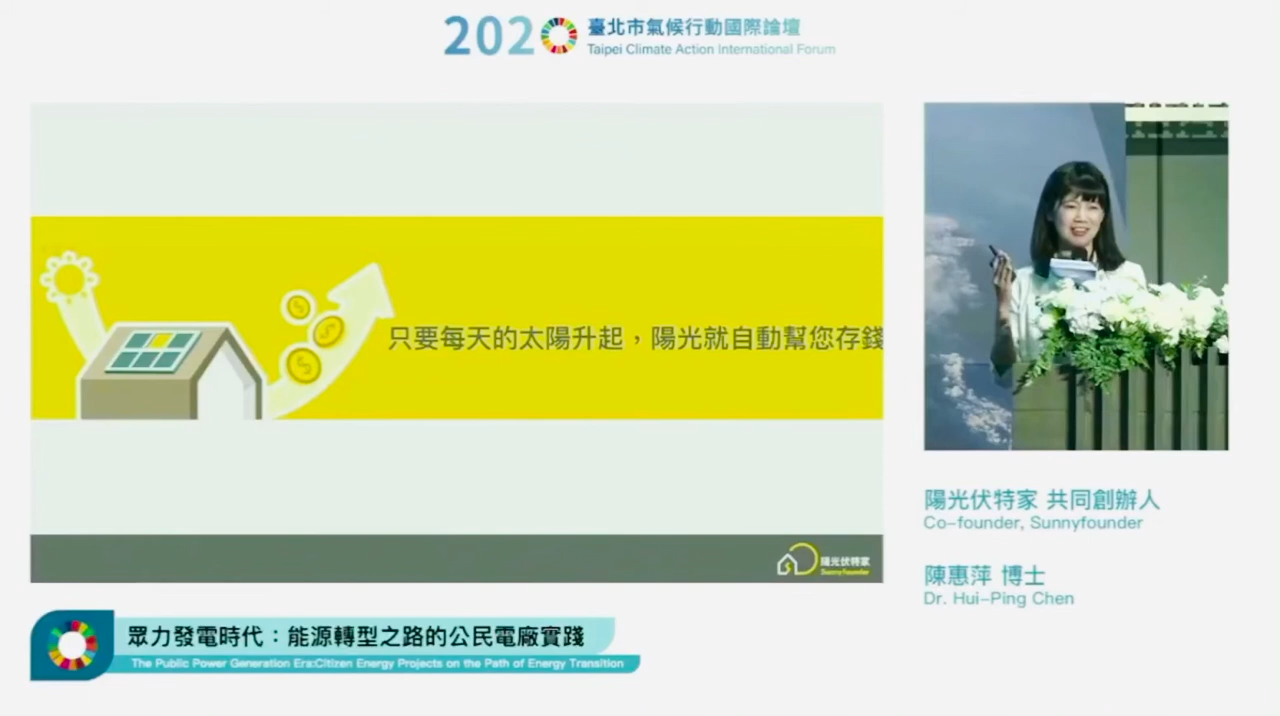 2020 臺北市氣候行動國際論壇
Taipei Climate Action International Forum
只要每天的太陽升起，陽光就自動幫您存錢
陽光伏特家
Sunnyfounder
陽光伏特家 共同創辦人
Co-founder, Sunnyfounder
陳惠萍 博士
Dr. Hui-Ping Chen
眾力發電時代：能源轉型之路的公民電廠實踐
The Public Power Generation Era:Citizen Energy Projects on the Path of Energy Transition